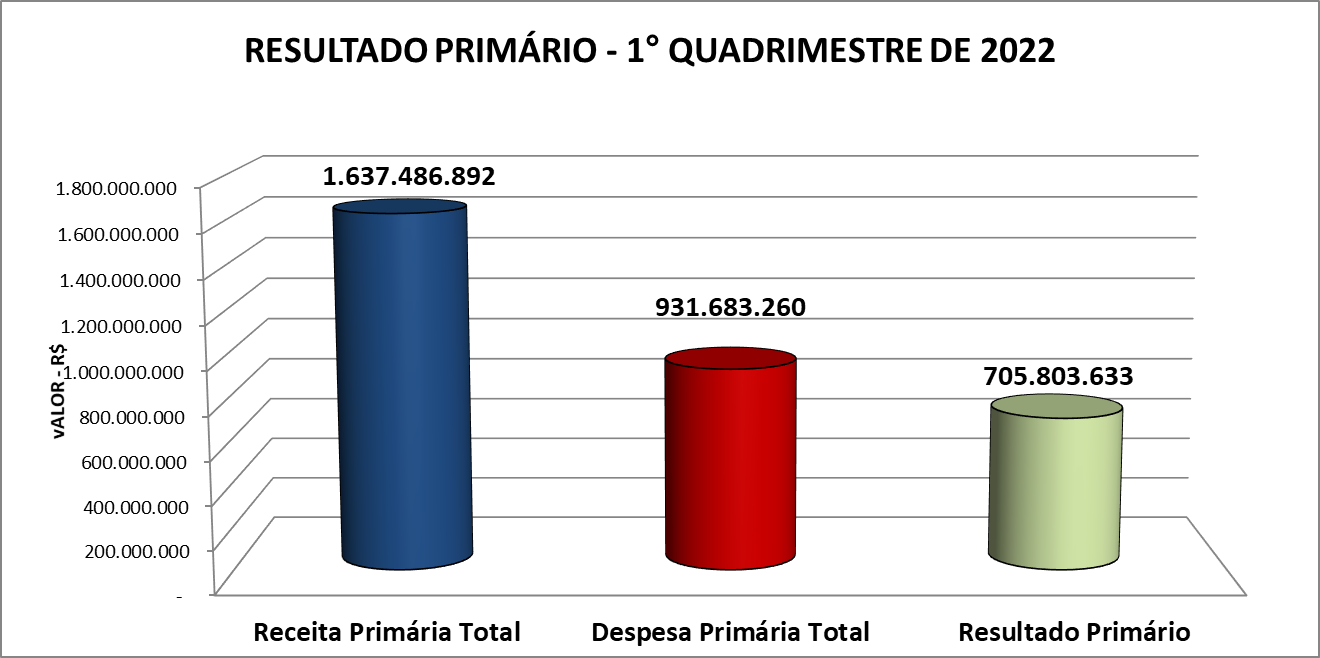 RESULTADO PRIMÁRIO - 1° QUADRIMESTRE DE 2022
vALOR - R$
1.800.000.000
1.600.000.000
1.400.000.000
1.200.000.000
1.000.000.000
800.000.000
600.000.000
400.000.000
200.000.000
-
1.637.486.892
931.683.260
705.803.633
Receita Primária Total
Despesa Primária Total
Resultado Primário